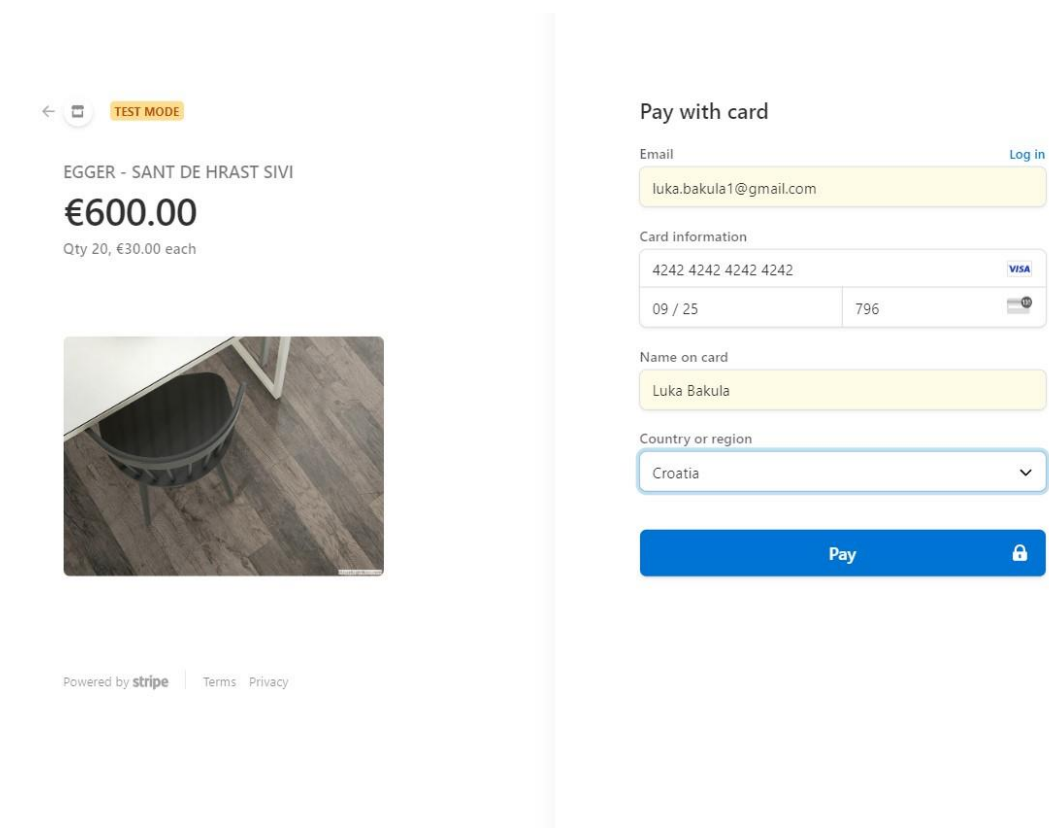 TEST MODE
EGGER - SANT DE HRAST SIVI
€600.00
Qty 20, €30.00 each
Powered by stripe
Terms Privacy
Pay with card
Email Log in
luka.bakula1@gmail.com
Card information
4242 4242 4242 4242 VISA
09 / 25 796
Name on card
Luka Bakula
Country or region
Croatia
Pay